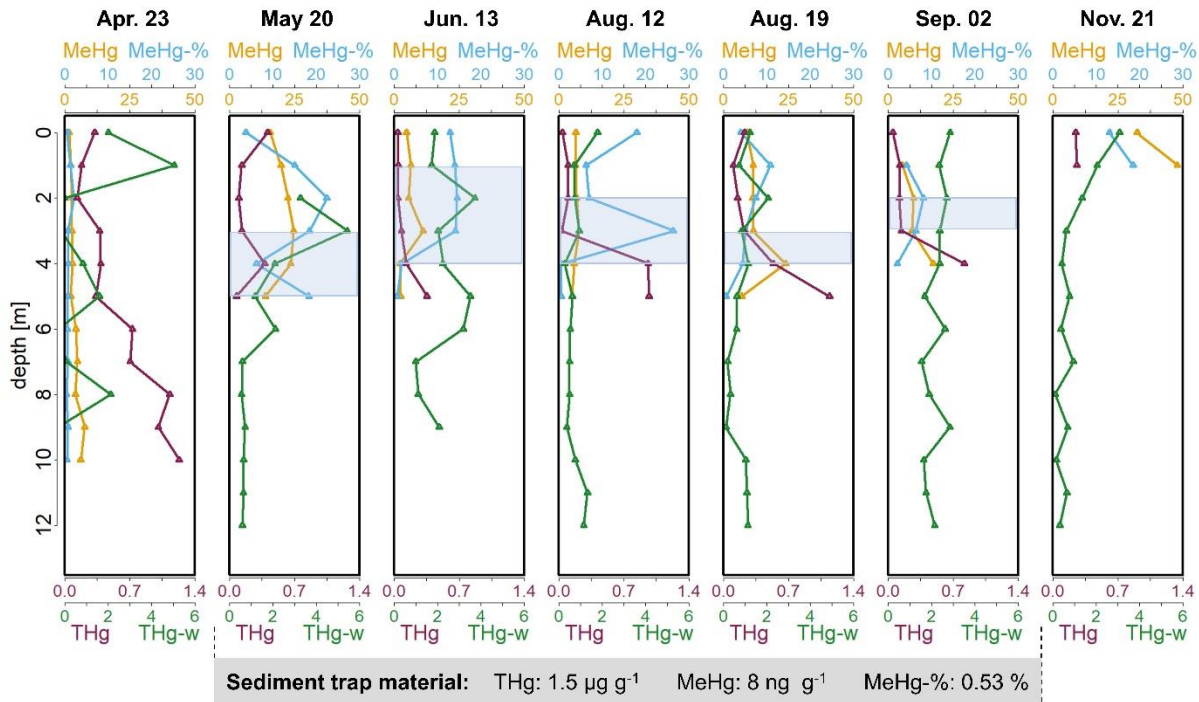 Apr. 23 May 20 Jun. 13 Aug. 12 Aug. 19 Sep. 02 Nov. 21
MeHg MeHg-% MeHg MeHg-% MeHg MeHg-% MeHg MeHg-% MeHg MeHg-% MeHg MeHg-% MeHg MeHg-%
0 10 20 30 0 10 20 30 0 10 20 30 0 10 20 30 0 10 20 30 0 10 20 30 0 10 20 30
0 25 50 0 25 50 0 25 50 0 25 50 0 25 50 0 25 50 0 25 50
0
2
4
6
8
10
12
depth [m]
0.0 0.7 1.4 0.0 0.7 1.4 0.0 0.7 1.4 0.0 0.7 1.4 0.0 0.7 1.4 0.0 0.7 1.4 0.0 0.7 1.4
0 2 4 6 0 2 4 6 0 2 4 6 0 2 4 6 0 2 4 6 0 2 4 6 0 2 4 6
THg THg-w THg THg-w THg THg-w THg THg-w THg THg-w THg THg-w THg THg-w
Sediment trap material: THg: 1.5 µg g⁻¹ MeHg: 8 ng g⁻¹ MeHg-%: 0.53 %